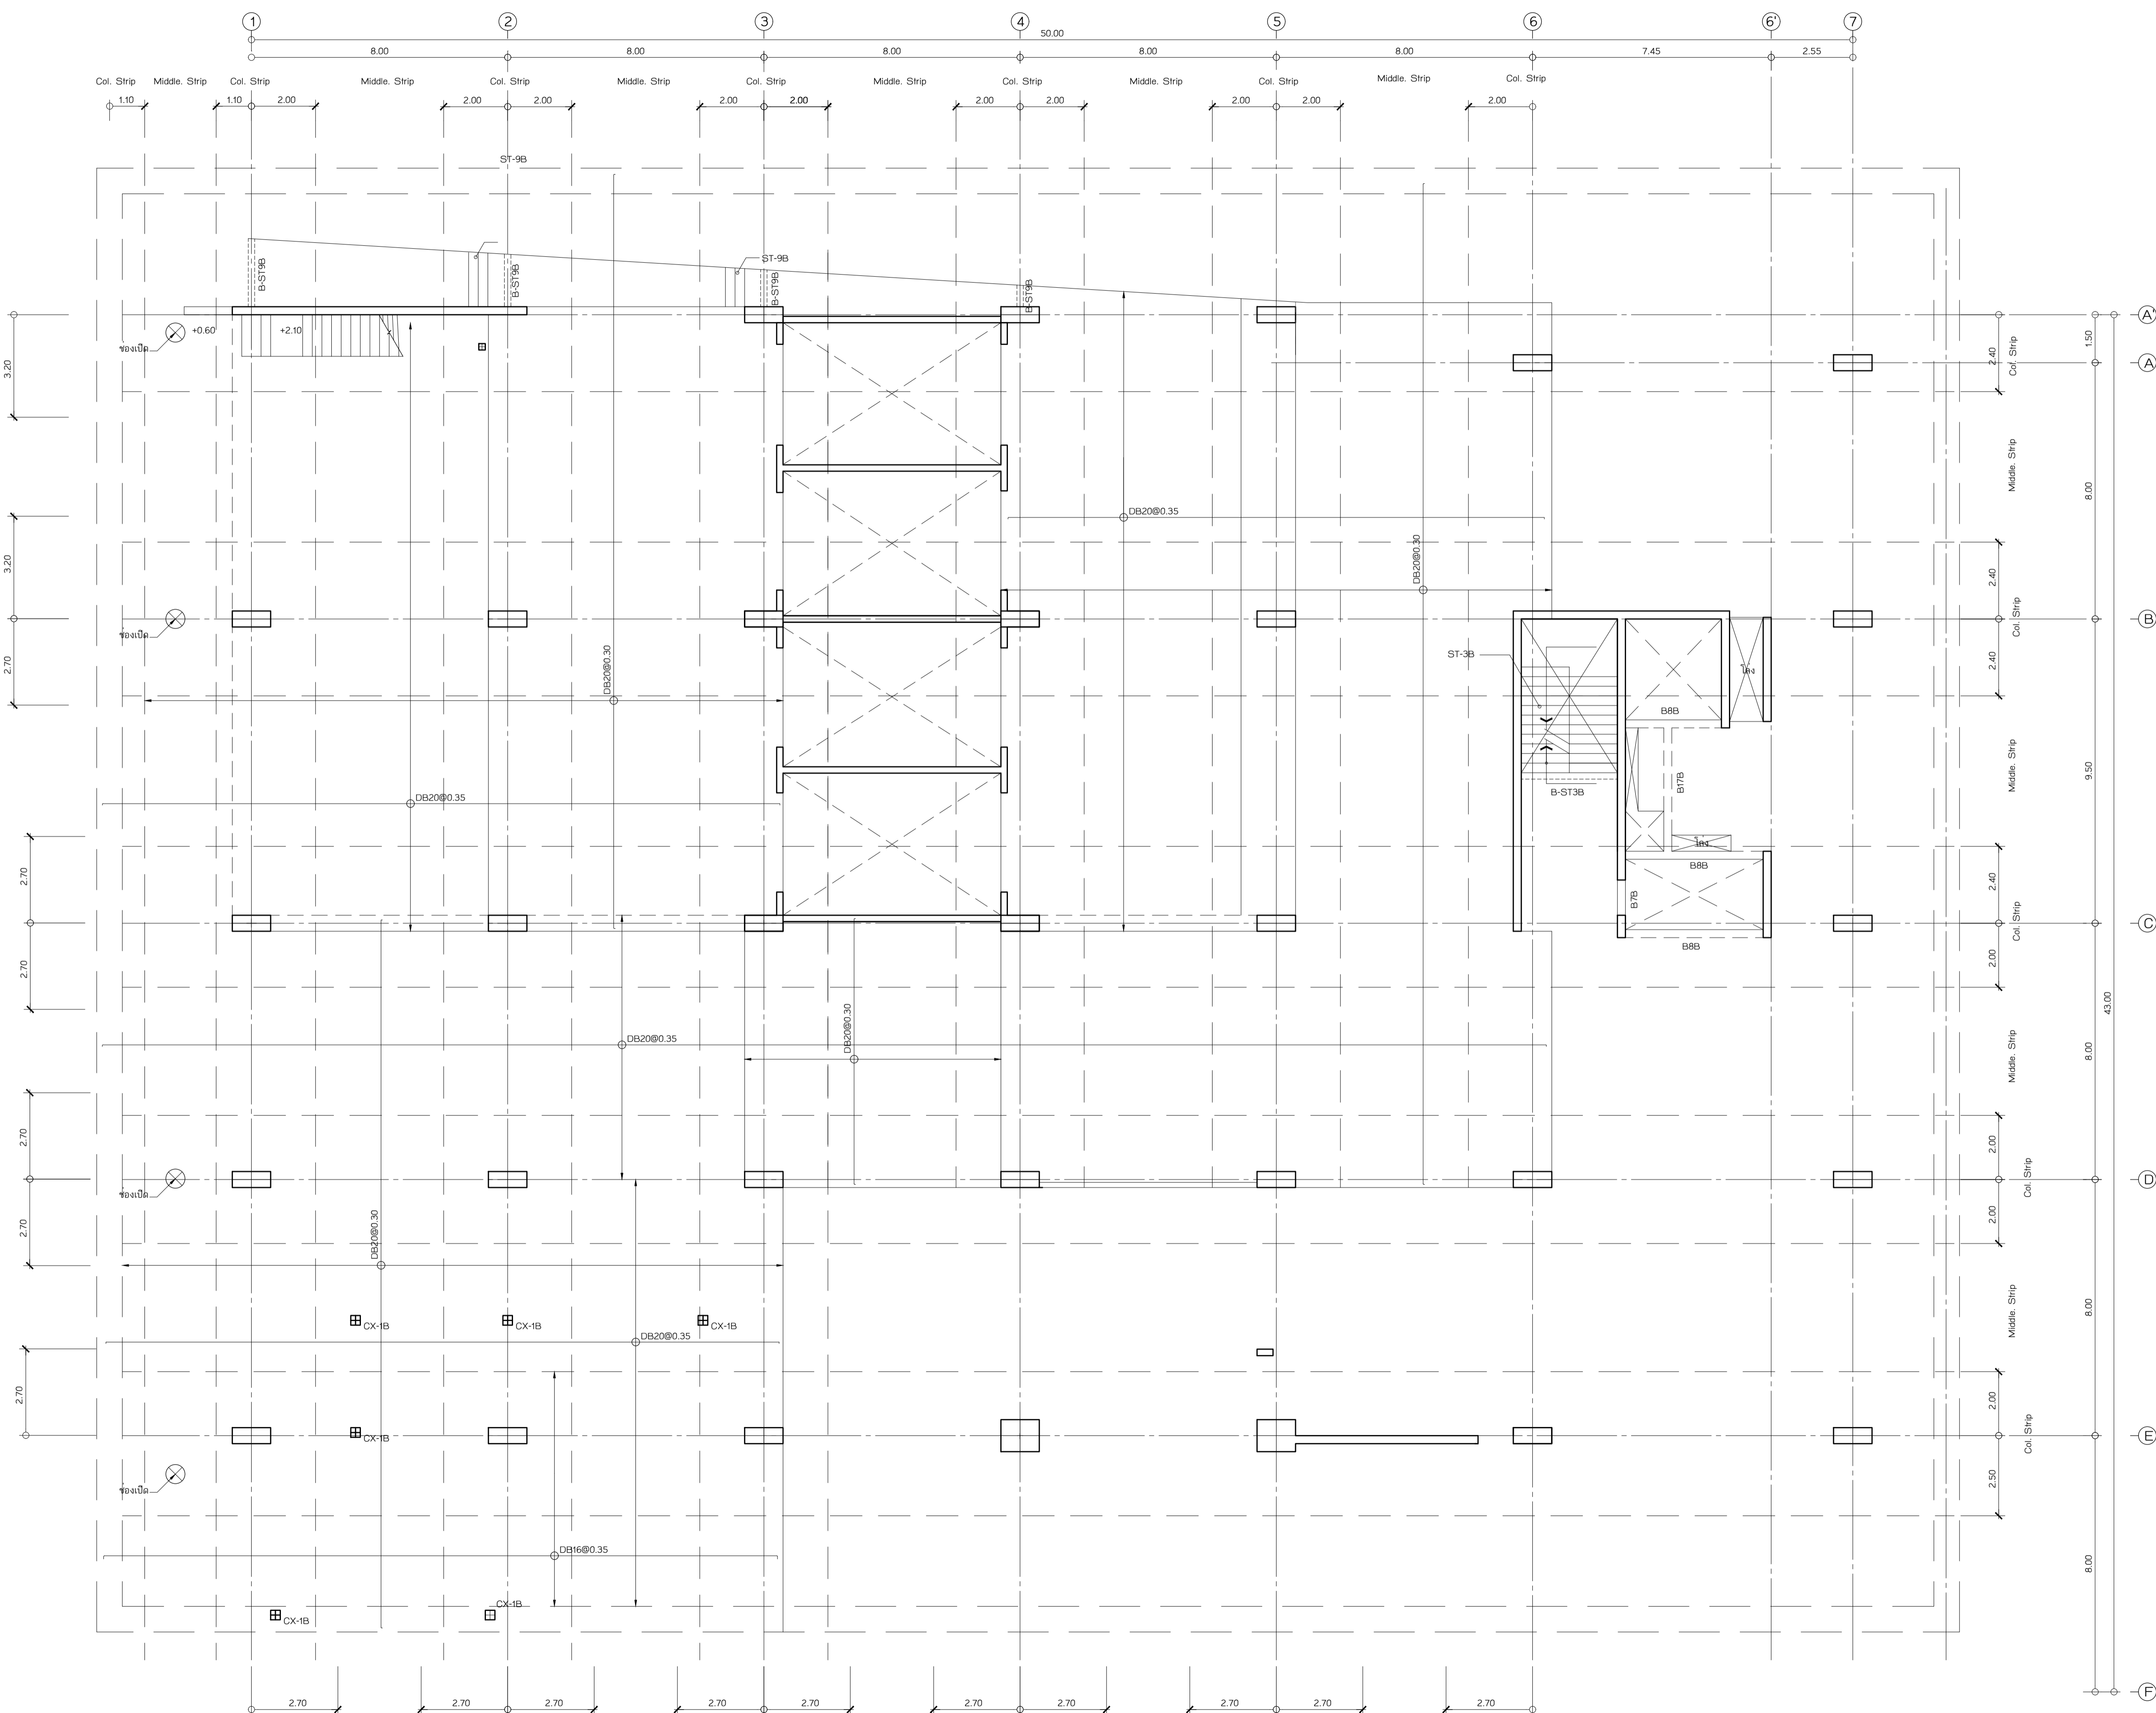 1 2 3 4 5 6 6' 7
50.00
8.00 8.00 8.00 8.00 8.00 7.45 2.55
Col. Strip Middle. Strip Col. Strip Middle. Strip Col. Strip Middle. Strip Col. Strip Middle. Strip Col. Strip Middle. Strip Col. Strip Middle. Strip Col. Strip
1.10 1.10 2.00 2.00 2.00 2.00 2.00 2.00 2.00 2.00 2.00 2.00
ST-9B
ST-9B
B-ST9B
B-ST9B
B-ST9B
B-ST9B
+0.60 +2.10
ช่องเปิด
3.20
2.40
Col. Strip
1.50
A'
A
Middle. Strip
8.00
DB20@0.35
DB20@0.30
3.20
2.40
Col. Strip
B
ช่องเปิด
2.70
DB20@0.30
ST-3B
2.40
B8B
B17B
Middle. Strip
9.50
B-ST3B
DB20@0.35
B8B
B7B
2.70
2.40
Col. Strip
C
B8B
2.70
2.00
43.00
DB20@0.35
DB20@0.30
Middle. Strip
8.00
2.70
2.00
Col. Strip
D
ช่องเปิด
2.70
2.00
DB20@0.30
CX-1B CX-1B CX-1B
DB20@0.35
Middle. Strip
8.00
2.70
2.00
Col. Strip
E
CX-1B
ช่องเปิด
2.50
DB16@0.35
8.00
CX-1B
CX-1B
F
2.70 2.70 2.70 2.70 2.70 2.70 2.70 2.70 2.70 2.70